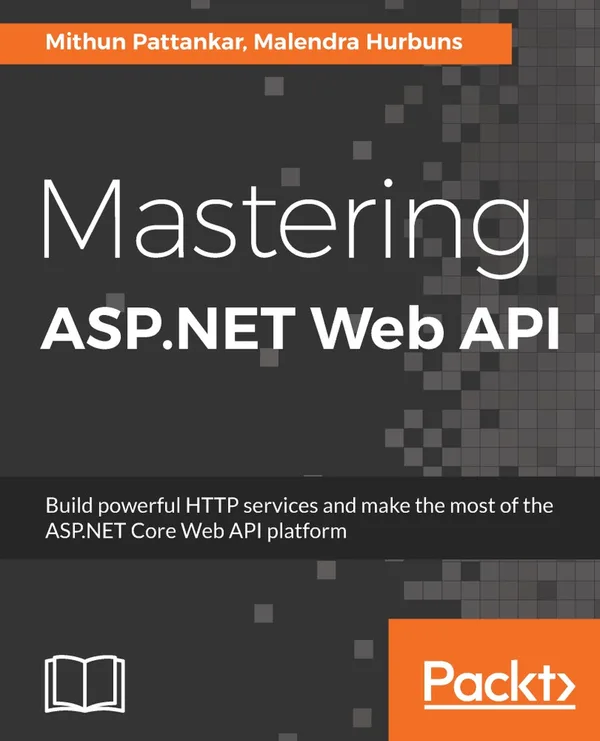 Mithun Pattankar, Malendra Hurbuns
Mastering
ASP.NET Web API
Build powerful HTTP services and make the most of the
ASP.NET Core Web API platform
Packt>